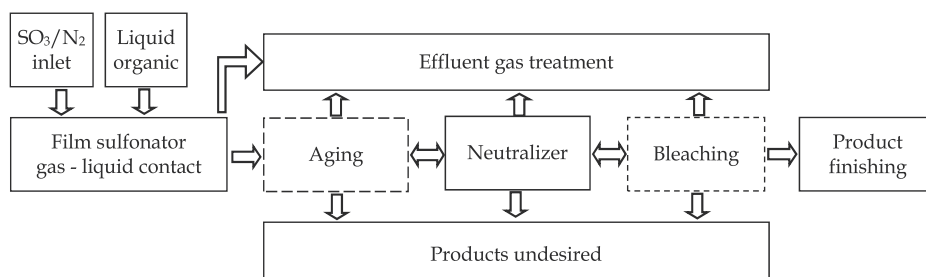 SO₃/N₂
inlet
Liquid
organic
Effluent gas treatment
Film sulfonator
gas - liquid contact
Aging
Neutralizer
Bleaching
Product
finishing
Products undesired